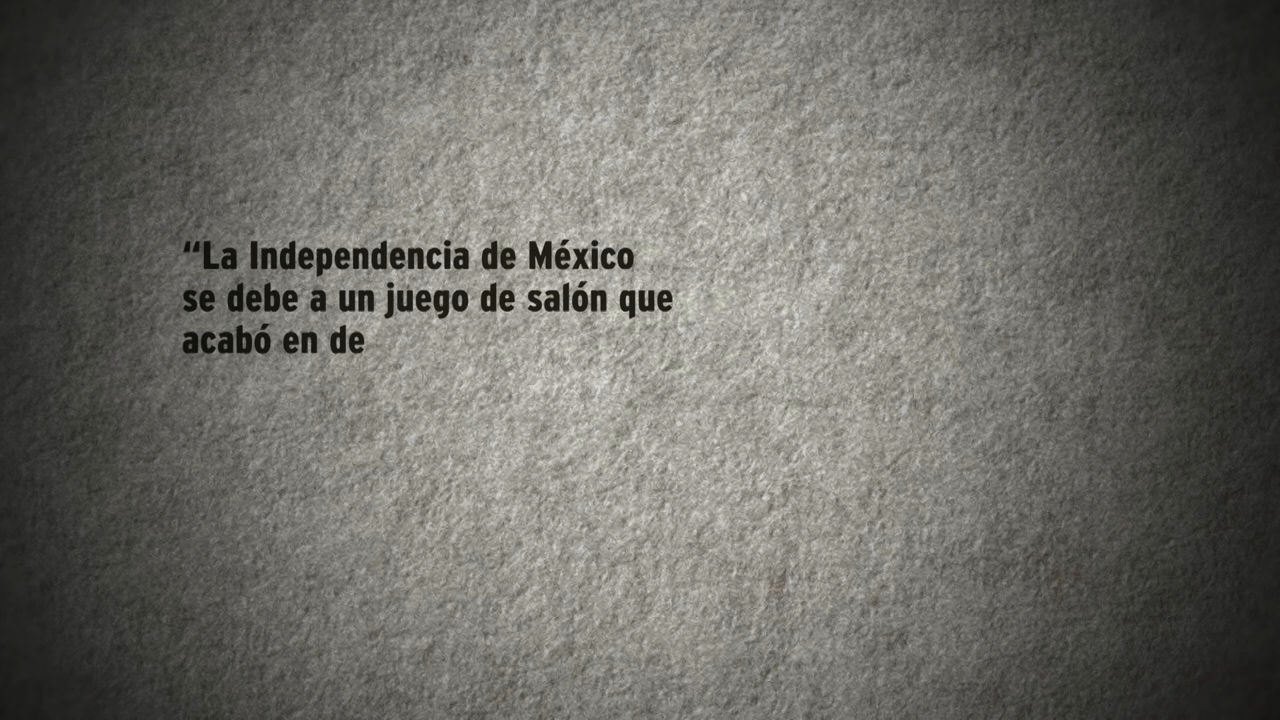 “La Independencia de México
se debe a un juego de salón que
acabó en de